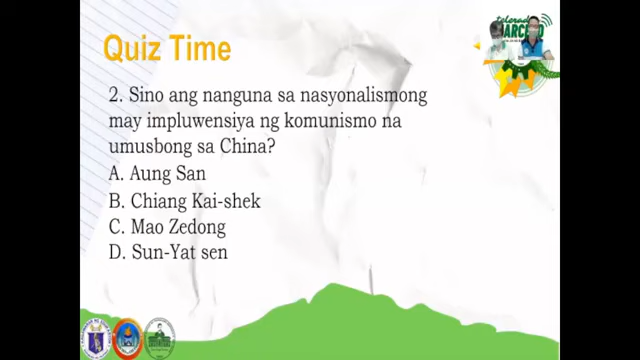 Quiz Time
2. Sino ang nanguna sa nasyonalismong
may impluwensiya ng komunismo na
umusbong sa China?
A. Aung San
B. Chiang Kai-shek
C. Mao Zedong
D. Sun-Yat sen